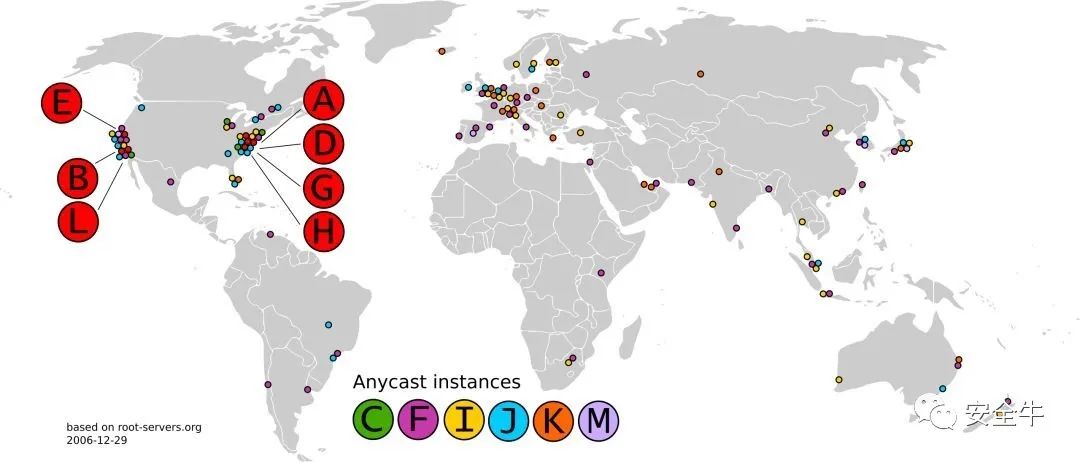 E
A
D
B
G
L
H
Anycast instances
C F I J K M
based on root-servers.org
2006-12-29
安全牛